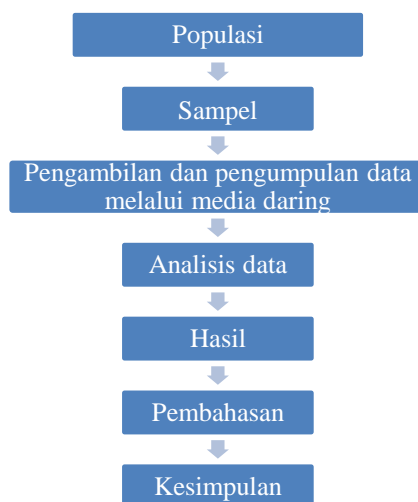 Populasi
Sampel
Pengambilan dan pengumpulan data
melalui media daring
Analisis data
Hasil
Pembahasan
Kesimpulan